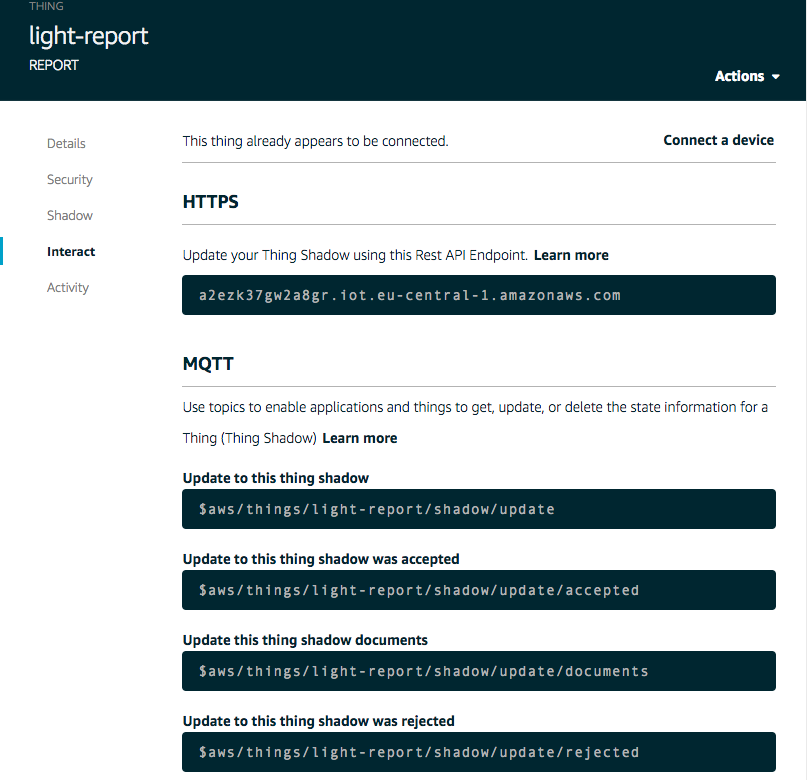 THING
light-report
REPORT
Actions
Details
Security
Shadow
Interact
Activity
This thing already appears to be connected.
Connect a device
HTTPS
Update your Thing Shadow using this Rest API Endpoint. Learn more
a2ezk37gw2a8gr.iot.eu-central-1.amazonaws.com
MQTT
Use topics to enable applications and things to get, update, or delete the state information for a
Thing (Thing Shadow) Learn more
Update to this thing shadow
$aws/things/light-report/shadow/update
Update to this thing shadow was accepted
$aws/things/light-report/shadow/update/accepted
Update this thing shadow documents
$aws/things/light-report/shadow/update/documents
Update to this thing shadow was rejected
$aws/things/light-report/shadow/update/rejected